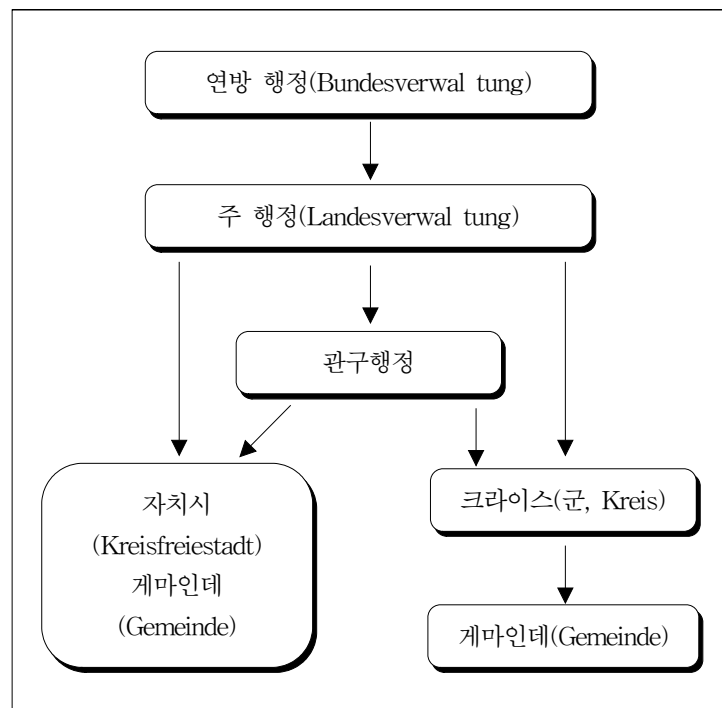 연방 행정(Bundesverwal tung)
주 행정(Landesverwal tung)
관구행정
자치시
(Kreisfreiestadt)
게마인데
(Gemeinde)
크라이스(군, Kreis)
게마인데(Gemeinde)